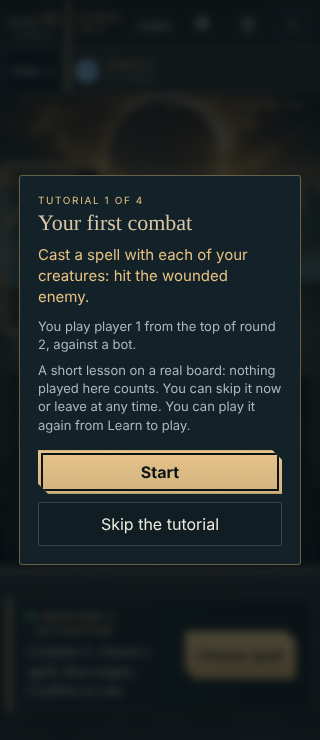 TUTORIAL 1 OF 4
Your first combat
Cast a spell with each of your
creatures: hit the wounded
enemy.
You play player 1 from the top of round
2, against a bot.
A short lesson on a real board: nothing
played here counts. You can skip it now
or leave at any time. You can play it
again from Learn to play.
Start
Skip the tutorial